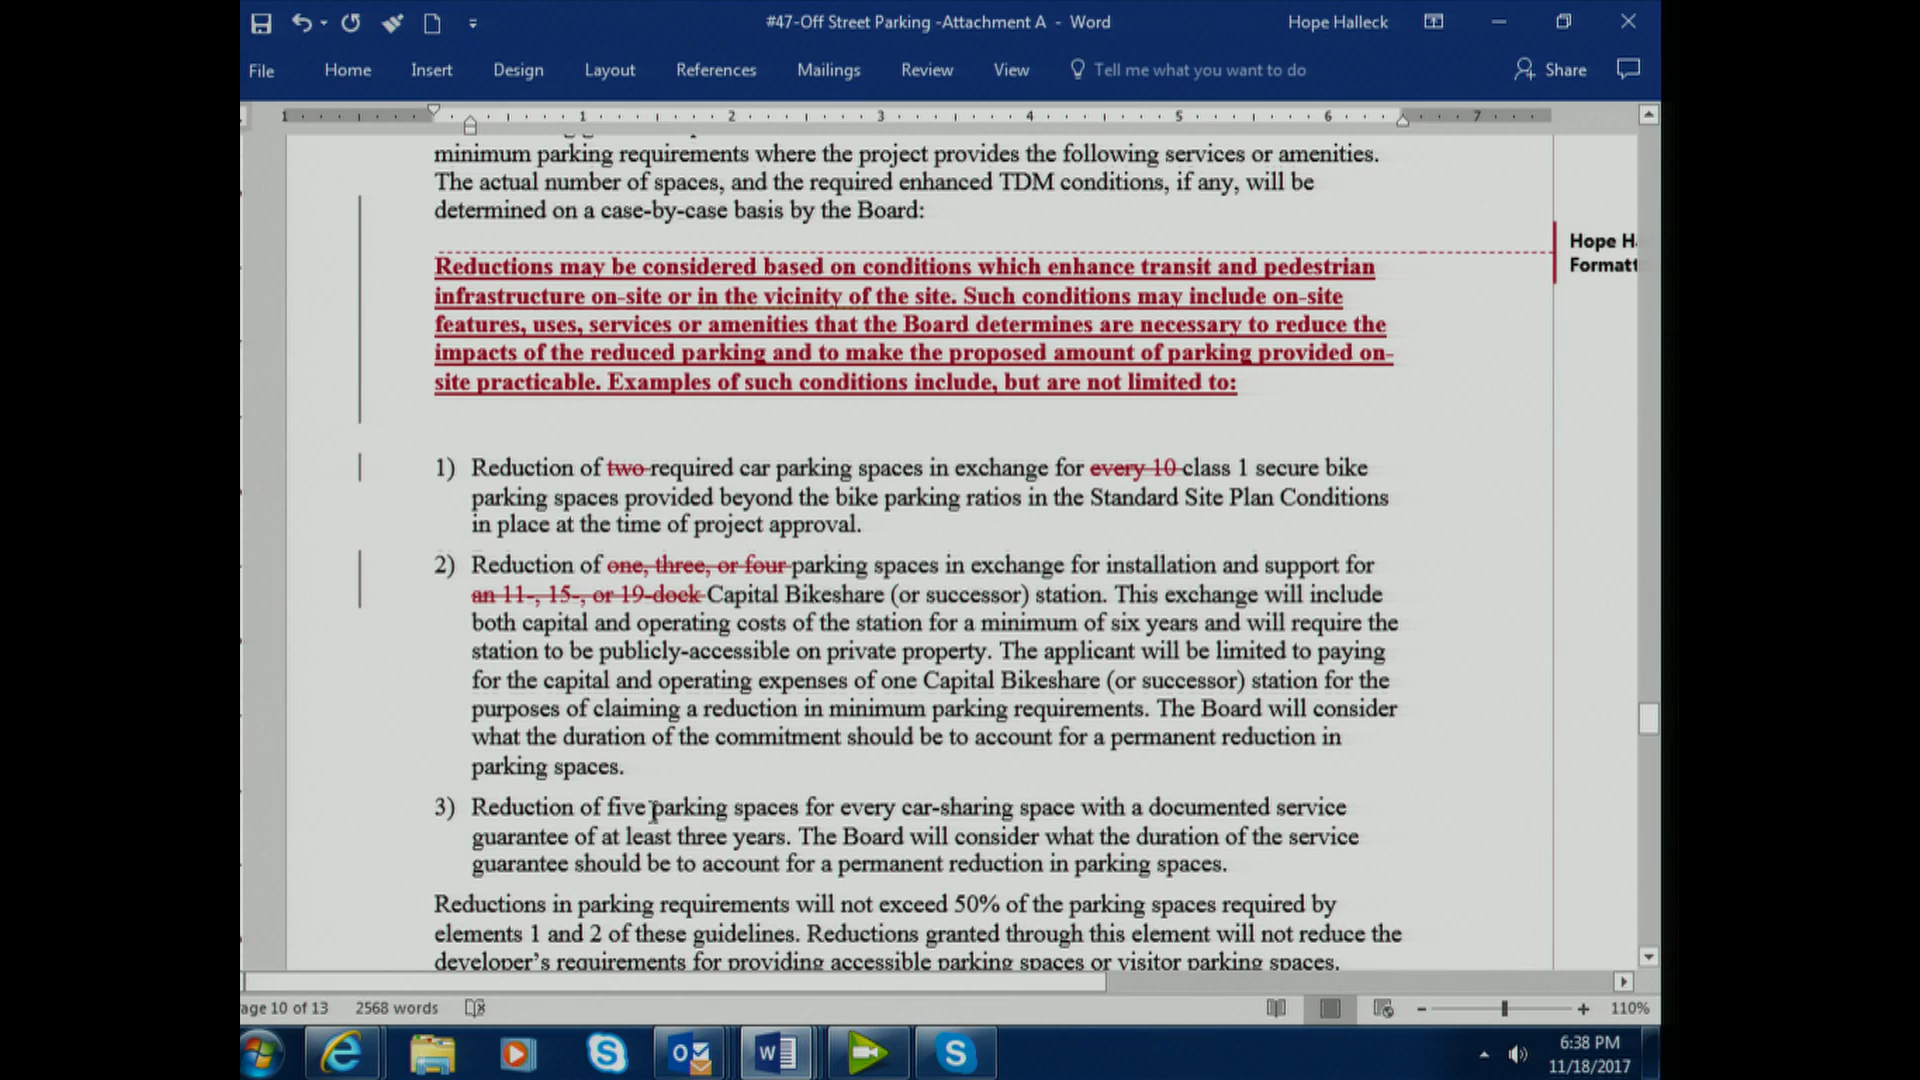 #47-Off Street Parking -Attachment A - Word
Hope Halleck
File Home Insert Design Layout References Mailings Review View Tell me what you want to do Share
1 1 2 3 4 5 6 7
minimum parking requirements where the project provides the following services or amenities.
The actual number of spaces, and the required enhanced TDM conditions, if any, will be
determined on a case-by-case basis by the Board:
Hope H
Formatt
Reductions may be considered based on conditions which enhance transit and pedestrian
infrastructure on-site or in the vicinity of the site. Such conditions may include on-site
features, uses, services or amenities that the Board determines are necessary to reduce the
impacts of the reduced parking and to make the proposed amount of parking provided on-
site practicable. Examples of such conditions include, but are not limited to:
1) Reduction of two required car parking spaces in exchange for every 10 class 1 secure bike
parking spaces provided beyond the bike parking ratios in the Standard Site Plan Conditions
in place at the time of project approval.
2) Reduction of one, three, or four parking spaces in exchange for installation and support for
an 11-, 15-, or 19-dock Capital Bikeshare (or successor) station. This exchange will include
both capital and operating costs of the station for a minimum of six years and will require the
station to be publicly-accessible on private property. The applicant will be limited to paying
for the capital and operating expenses of one Capital Bikeshare (or successor) station for the
purposes of claiming a reduction in minimum parking requirements. The Board will consider
what the duration of the commitment should be to account for a permanent reduction in
parking spaces.
3) Reduction of five parking spaces for every car-sharing space with a documented service
guarantee of at least three years. The Board will consider what the duration of the service
guarantee should be to account for a permanent reduction in parking spaces.
Reductions in parking requirements will not exceed 50% of the parking spaces required by
elements 1 and 2 of these guidelines. Reductions granted through this element will not reduce the
developer's requirements for providing accessible parking spaces or visitor parking spaces.
age 10 of 13 2568 words 110%
6:38 PM
11/18/2017